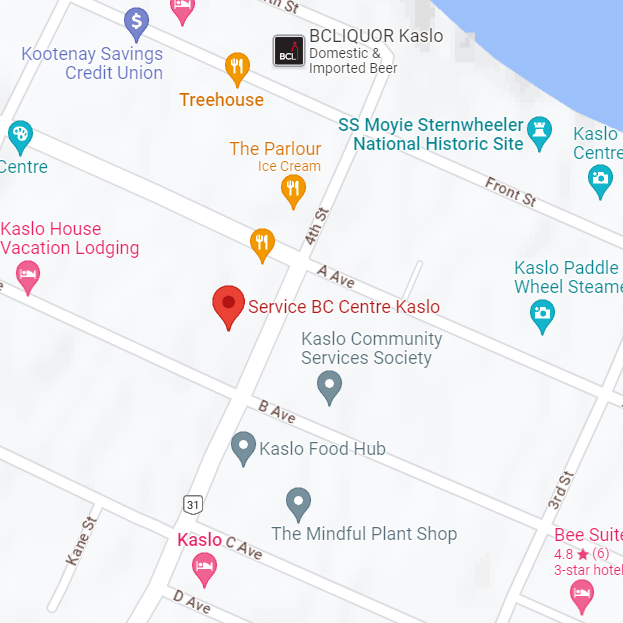 4th St
BCLIQUOR Kaslo
Domestic &
Imported Beer
BCL
$
Kootenay Savings
Credit Union
Treehouse
SS Moyie Sternwheeler
National Historic Site
Kaslo
Centre
The Parlour
Ice Cream
Centre
Front St
4th St
Kaslo House
Vacation Lodging
A Ave
Kaslo Paddle
Wheel Steame
Service BC Centre Kaslo
Kaslo Community
Services Society
B Ave
Kaslo Food Hub
31
3rd St
The Mindful Plant Shop
Kane St
Kaslo
C Ave
Bee Suite
4.8 ★ (6)
3-star hotel
D Ave